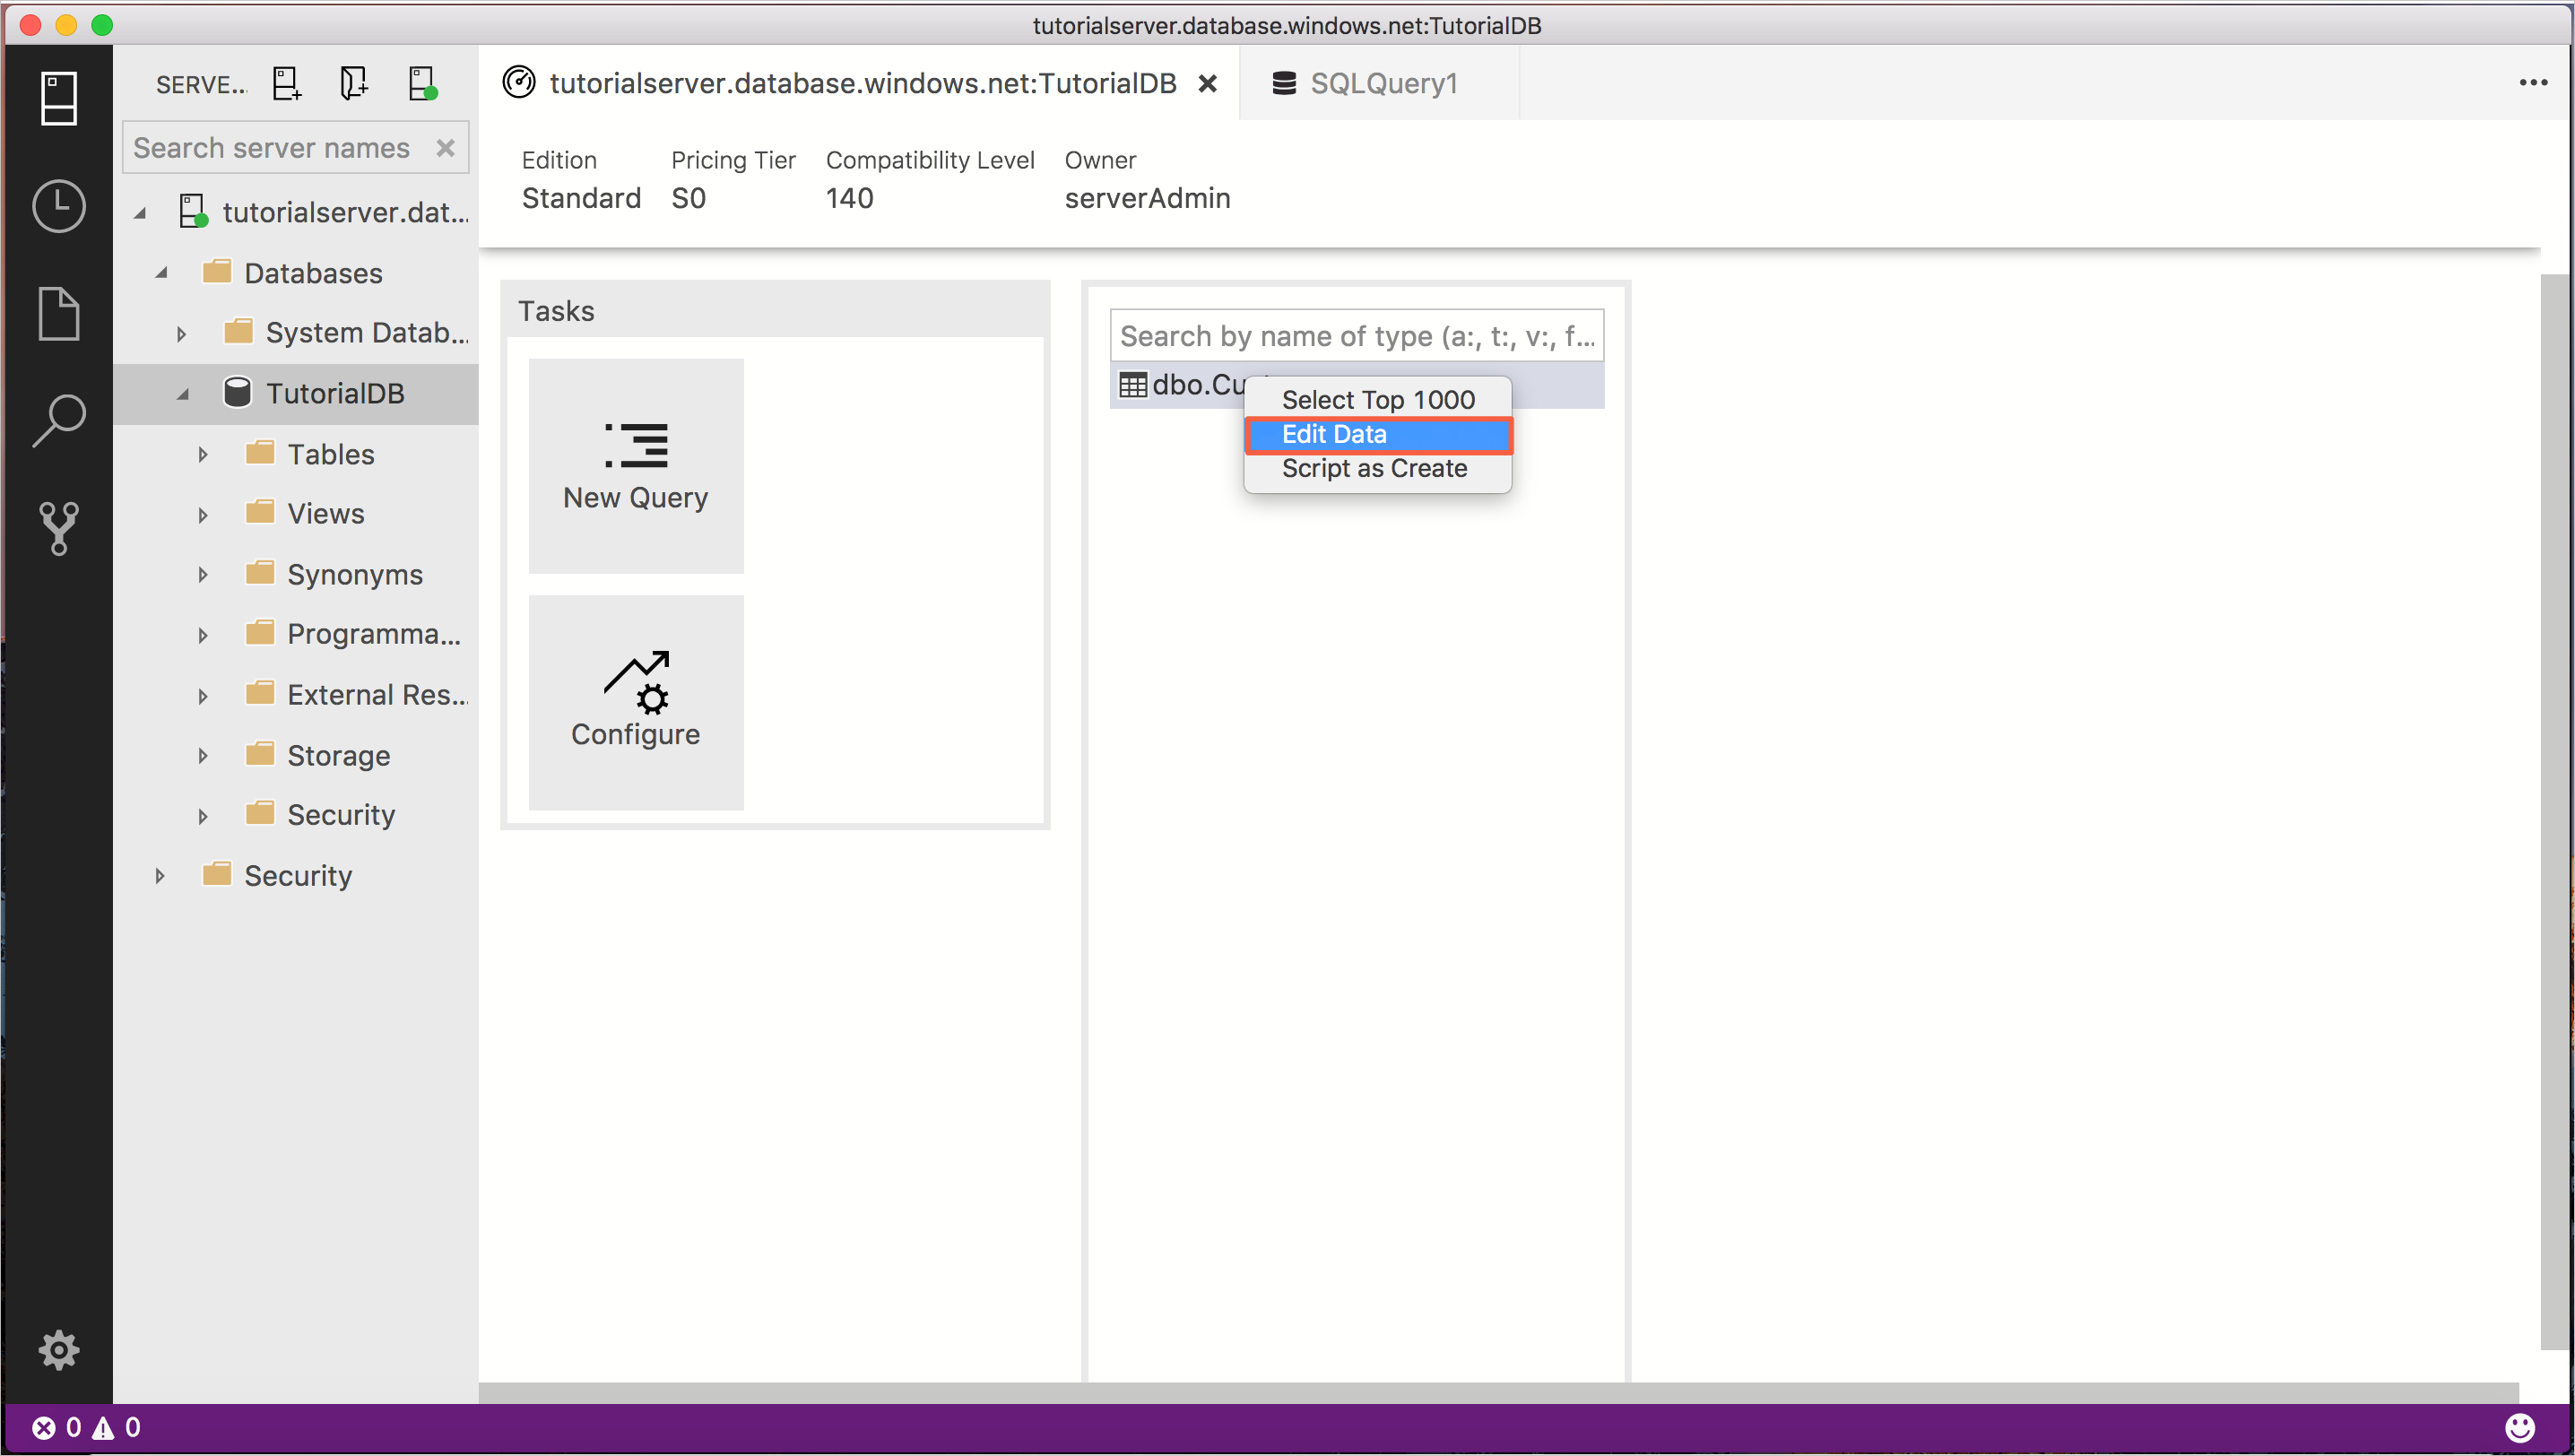 tutorialserver.database.windows.net:TutorialDB
SERVE...
tutorialserver.database.windows.net:TutorialDB
SQLQuery1
Search server names
tutorialserver.dat...
Databases
System Datab...
TutorialDB
Tables
Views
Synonyms
Programma...
External Res...
Storage
Security
Security
Edition
Pricing Tier
Compatibility Level
Owner
Standard
S0
140
serverAdmin
Tasks
New Query
Configure
Search by name of type (a:, t:, v:, f...
Select Top 1000
Edit Data
Script as Create
0
0